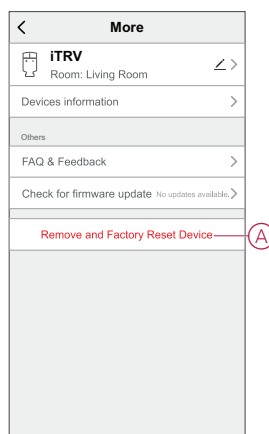 More
iTRV
Room: Living Room
Devices information
Others
FAQ & Feedback
Check for firmware update No updates available.
Remove and Factory Reset Device
A